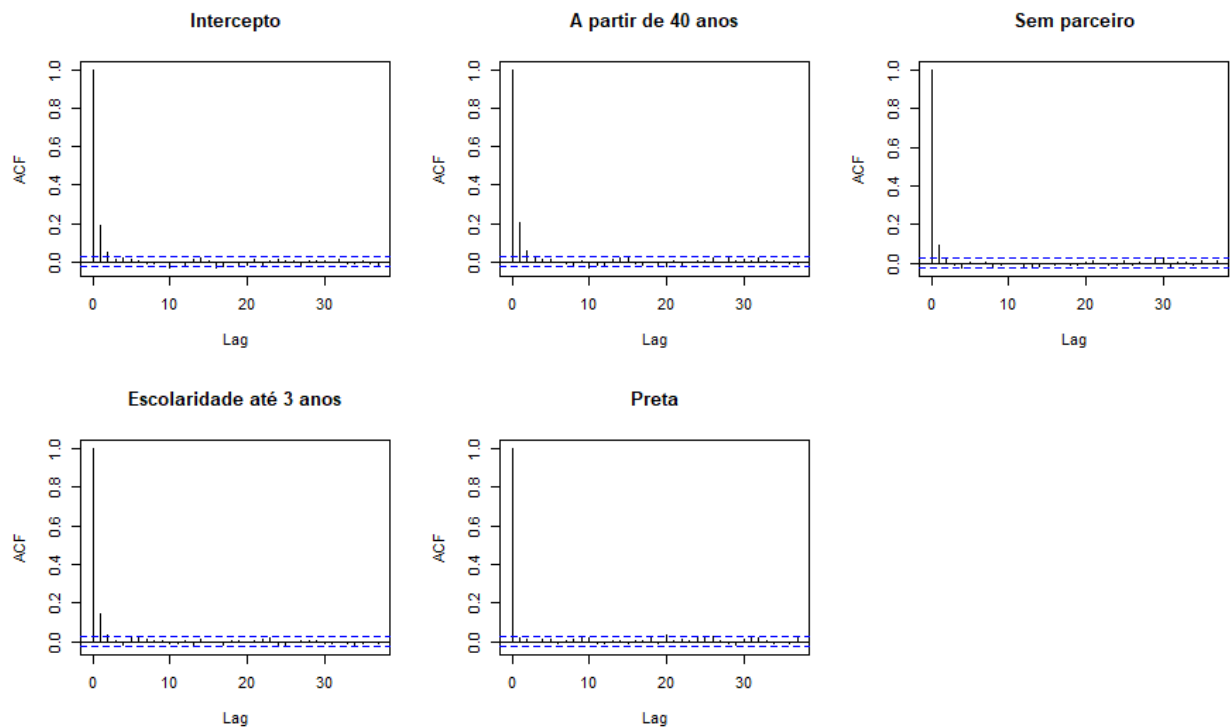 Intercepto
ACF
0.0 0.2 0.4 0.6 0.8 1.0
0 10 20 30
Lag
A partir de 40 anos
ACF
0.0 0.2 0.4 0.6 0.8 1.0
0 10 20 30
Lag
Sem parceiro
ACF
0.0 0.2 0.4 0.6 0.8 1.0
0 10 20 30
Lag
Escolaridade até 3 anos
ACF
0.0 0.2 0.4 0.6 0.8 1.0
0 10 20 30
Lag
Preta
ACF
0.0 0.2 0.4 0.6 0.8 1.0
0 10 20 30
Lag